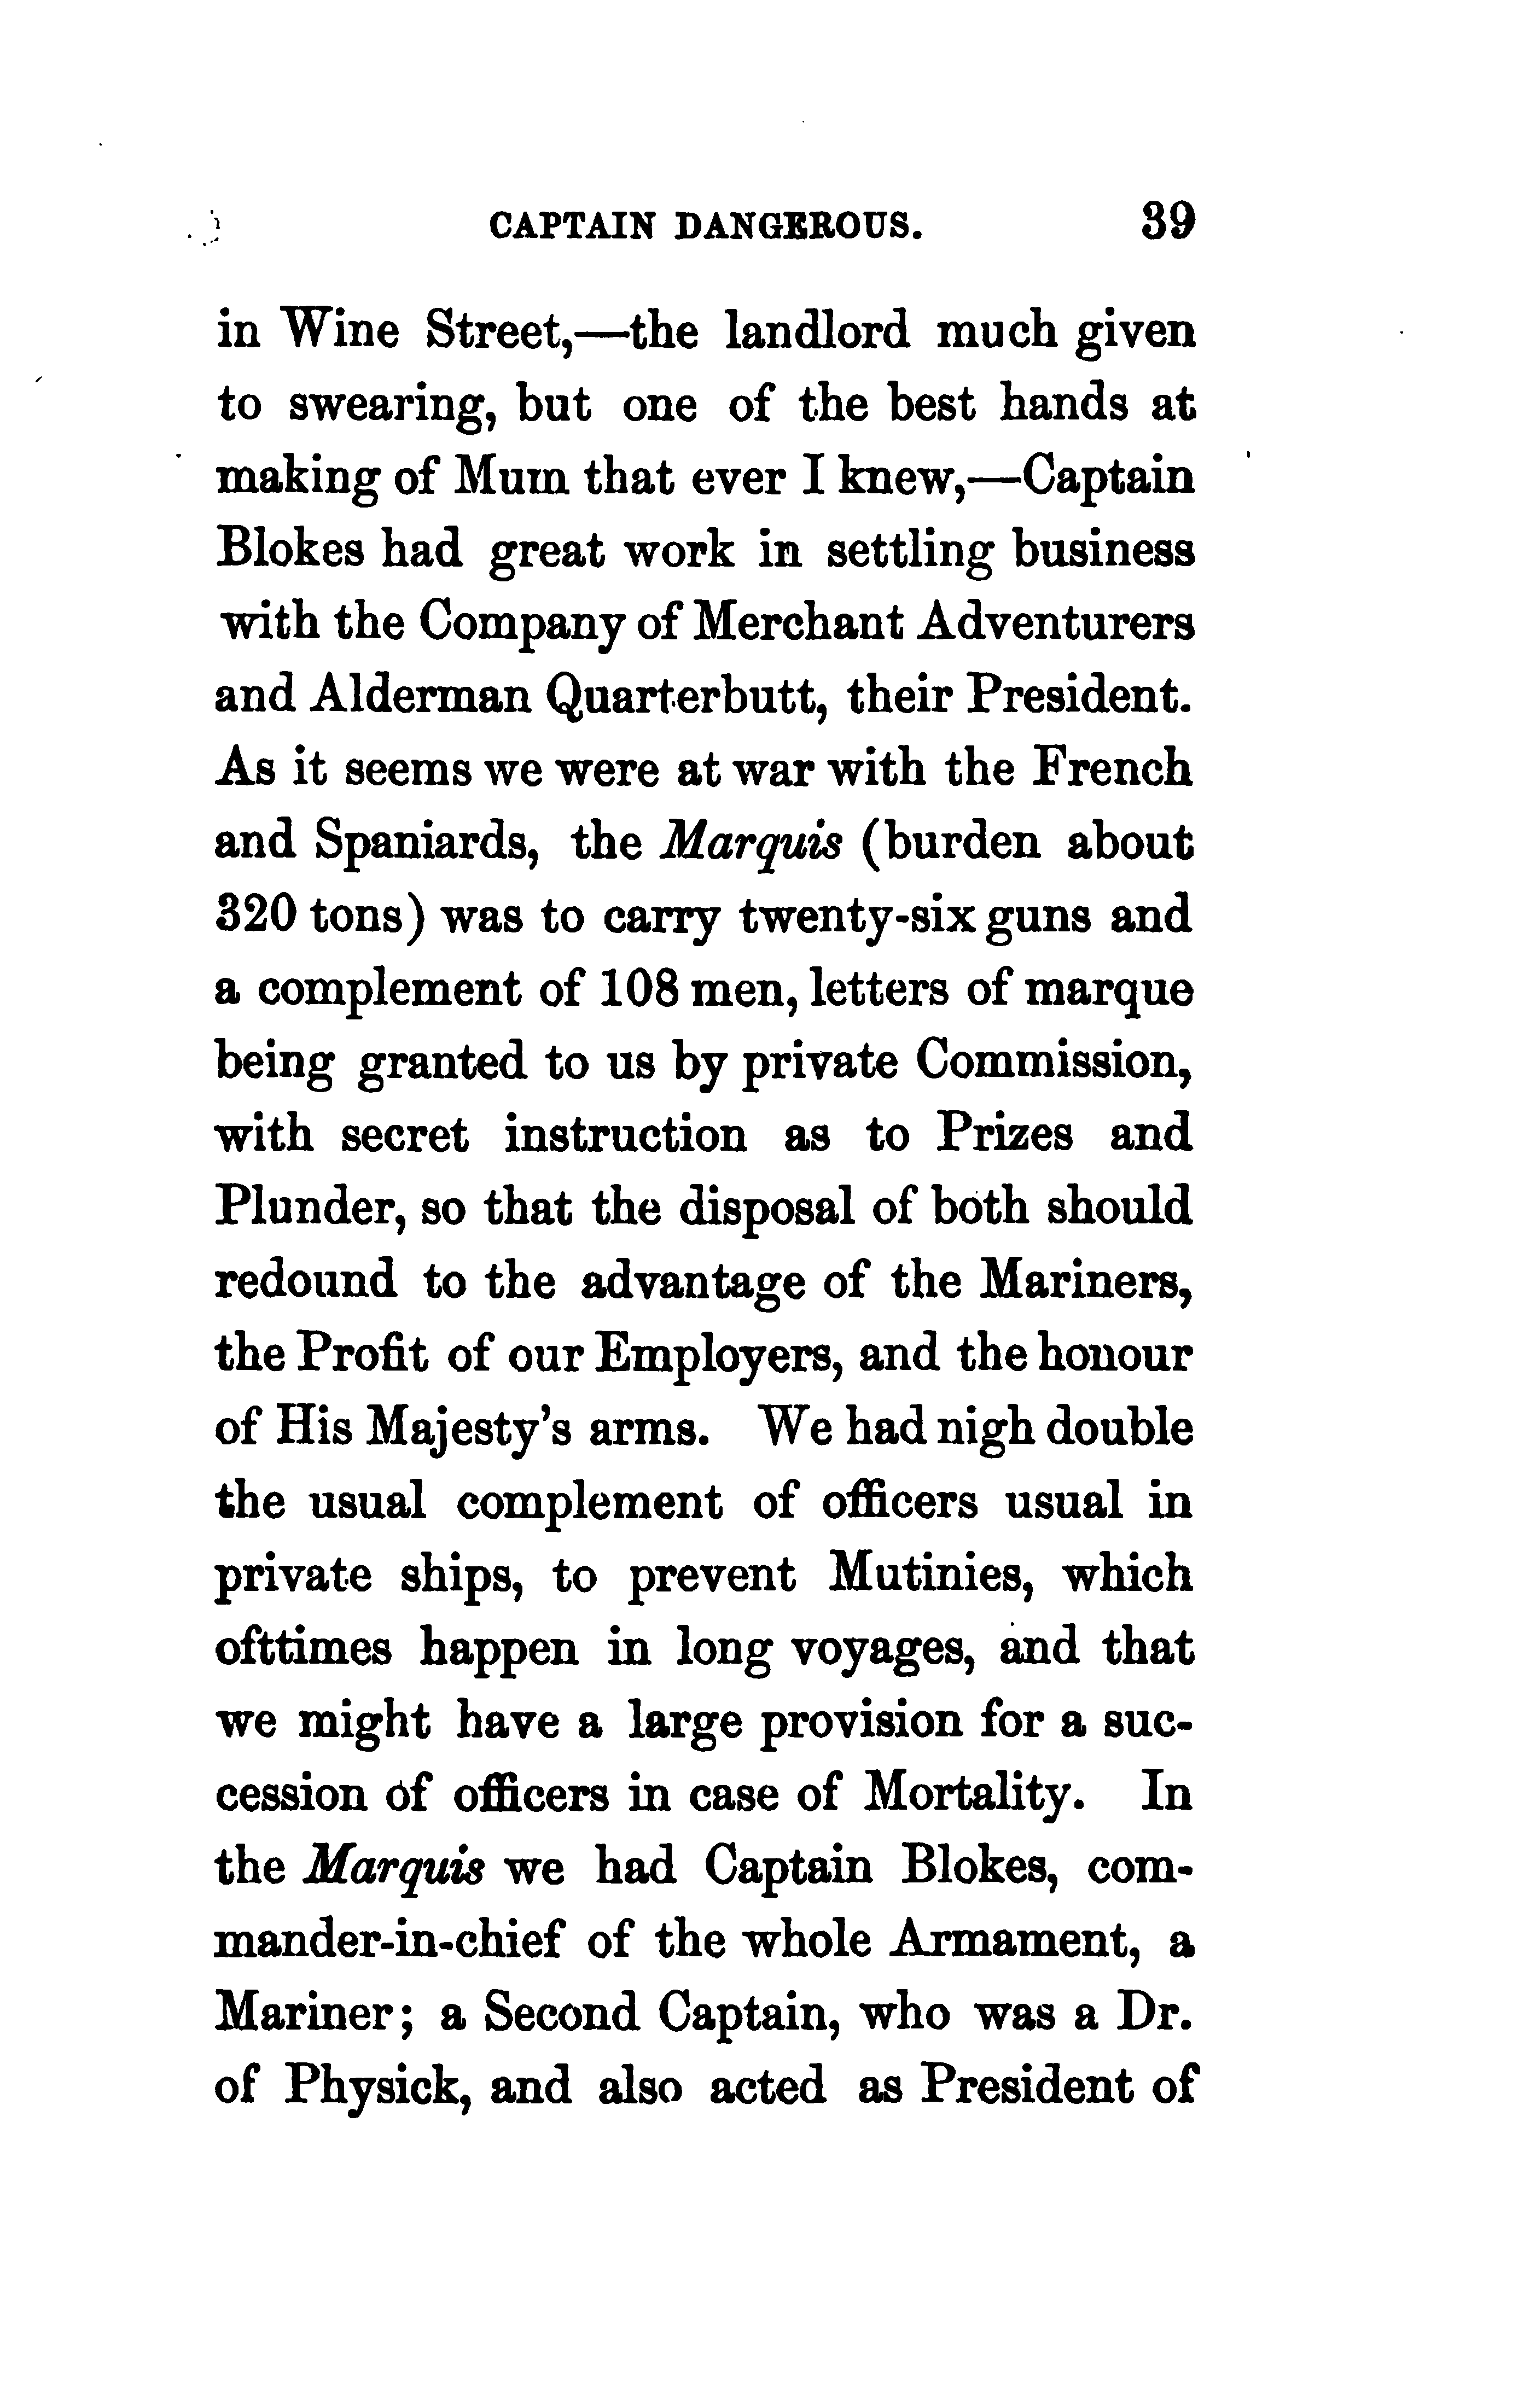 CAPTAIN DANGEROUS. 39
in Wine Street,—the landlord much given
to swearing, but one of the best hands at
making of Mum that ever I knew,—Captain
Blokes had great work in settling business
with the Company of Merchant Adventurers
and Alderman Quarterbutt, their President.
As it seems we were at war with the French
and Spaniards, the Marquis (burden about
320 tons) was to carry twenty-six guns and
a complement of 108 men, letters of marque
being granted to us by private Commission,
with secret instruction as to Prizes and
Plunder, so that the disposal of both should
redound to the advantage of the Mariners,
the Profit of our Employers, and the honour
of His Majesty's arms. We had nigh double
the usual complement of officers usual in
private ships, to prevent Mutinies, which
ofttimes happen in long voyages, and that
we might have a large provision for a suc-
cession of officers in case of Mortality. In
the Marquis we had Captain Blokes, com-
mander-in-chief of the whole Armament, a
Mariner; a Second Captain, who was a Dr.
of Physick, and also acted as President of